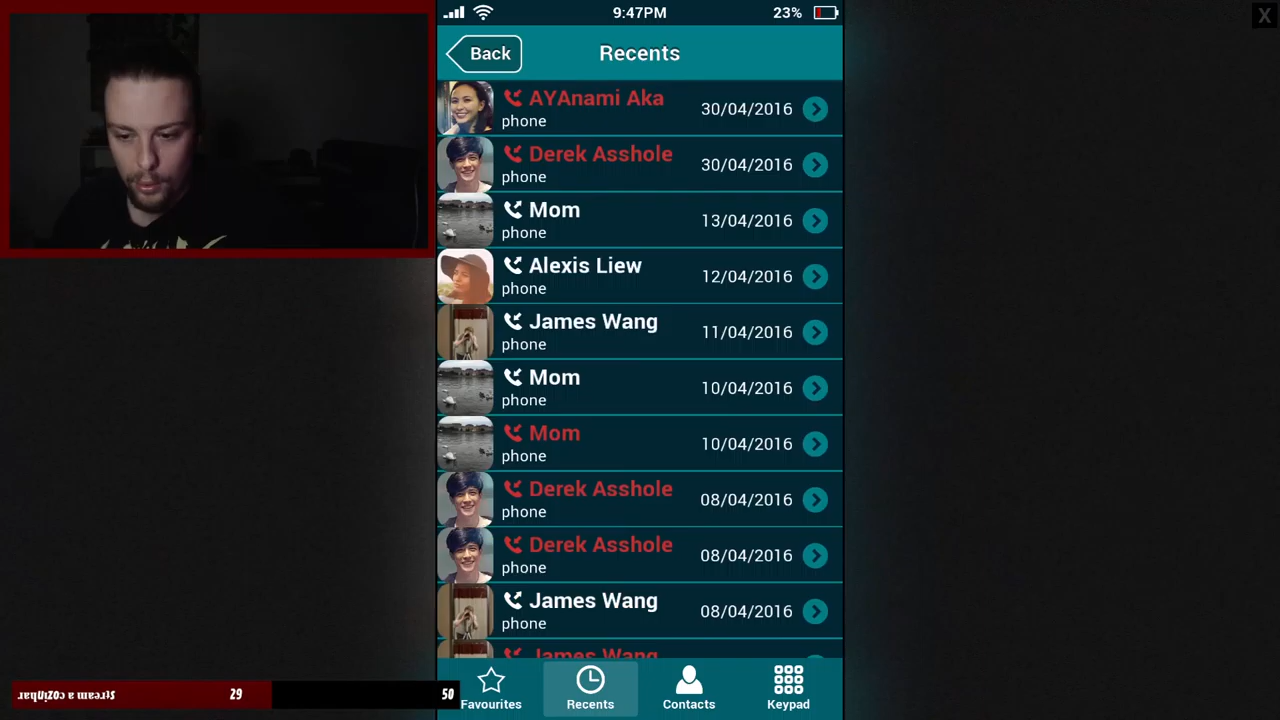 9:47PM
23%
X
Back
Recents
AYAnami Aka
phone
30/04/2016
Derek Asshole
phone
30/04/2016
Mom
phone
13/04/2016
Alexis Liew
phone
12/04/2016
James Wang
phone
11/04/2016
Mom
phone
10/04/2016
Mom
phone
10/04/2016
Derek Asshole
phone
08/04/2016
Derek Asshole
phone
08/04/2016
James Wang
phone
08/04/2016
James Wang
29
50
Favourites
Recents
Contacts
Keypad